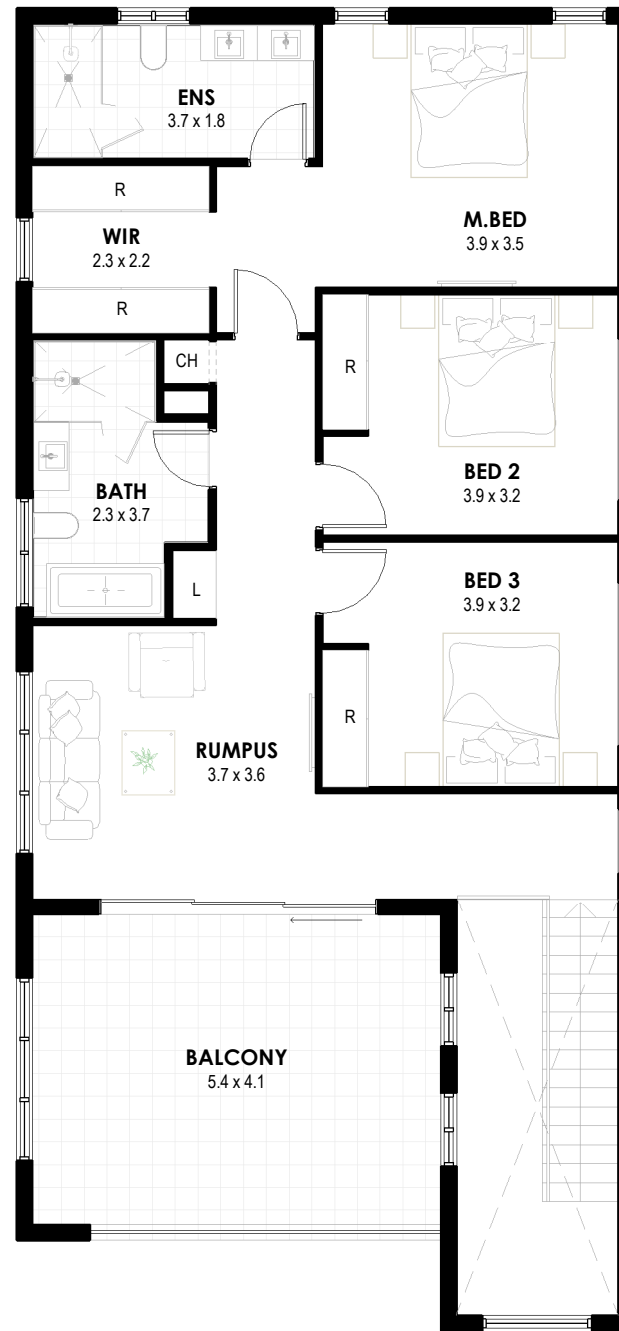 ENS
3.7 x 1.8
R
WIR
2.3 x 2.2
R
M.BED
3.9 x 3.5
CH
R
BED 2
3.9 x 3.2
BATH
2.3 x 3.7
L
BED 3
3.9 x 3.2
R
RUMPUS
3.7 x 3.6
BALCONY
5.4 x 4.1